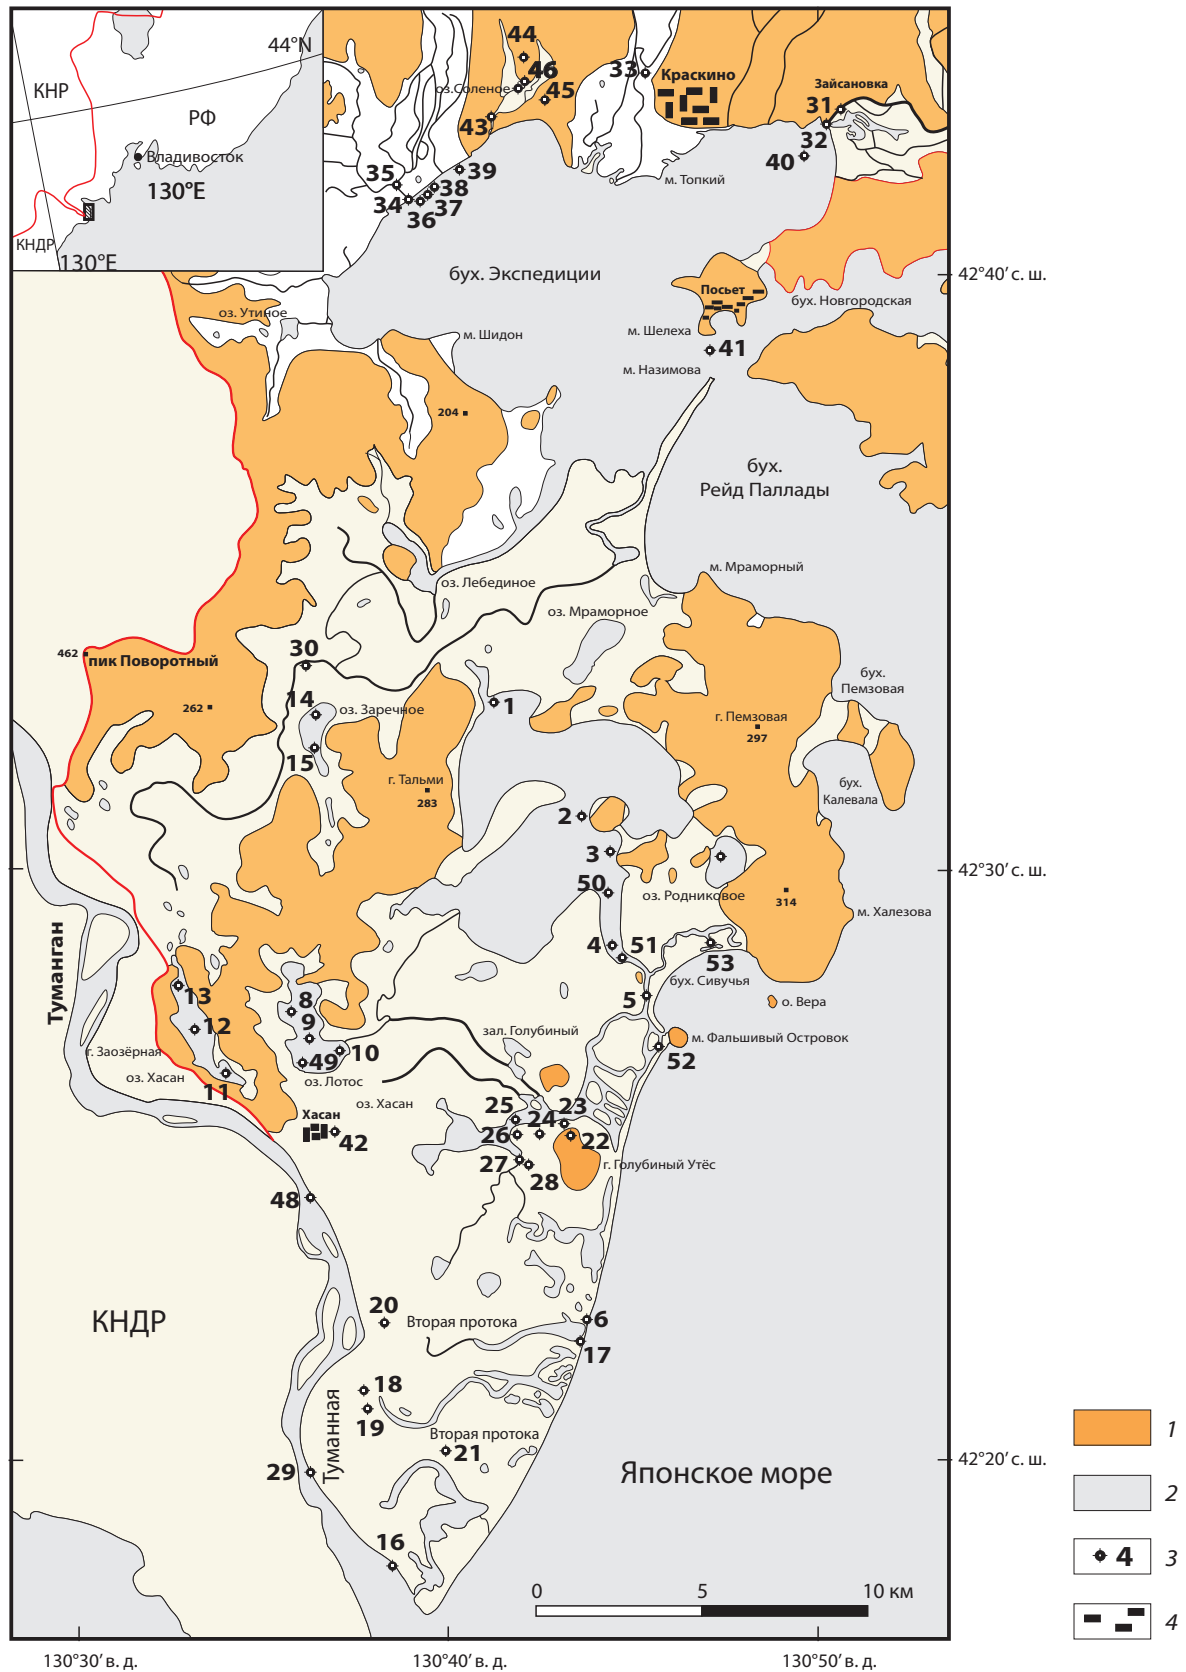 44°N
КНР
РФ
Владивосток
130°E
КНДР
130°E
44
46
оз.Соленое
45
43
33
Краскино
Зайсановка
31
32
40
35
39
38
34
37
36
м. Топкий
бух. Экспедиции
42°40′ с. ш.
Посьет
бух. Новгородская
оз. Утиное
м. Шидон
м. Шелеха
41
м. Назимова
204
бух.
Рейд Паллады
м. Мраморный
оз. Лебединое
оз. Мраморное
462
пик Поворотный
30
бух.
Пемзовая
14
оз. Заречное
1
262
г. Пемзовая
297
15
г. Тальми
283
бух.
Калевала
2
3
42°30′ с. ш.
50
оз. Родниковое
314
м. Халезова
Туманган
4
51
53
бух. Сивучья
13
8
5
о. Вера
12
9
зал. Голубиный
м. Фальшивый Островок
г. Заозёрная
10
52
49
оз. Хасан
11
оз. Лотос
оз. Хасан
Хасан
42
25
24
23
26
22
27
28
г. Голубиный Утёс
48
КНДР
20
Вторая протока
6
17
18
19
Туманная
Вторая протока
21
29
Японское море
42°20′ с. ш.
16
0
5
10 км
1
2
4
3
4
130°30′ в. д.
130°40′ в. д.
130°50′ в. д.